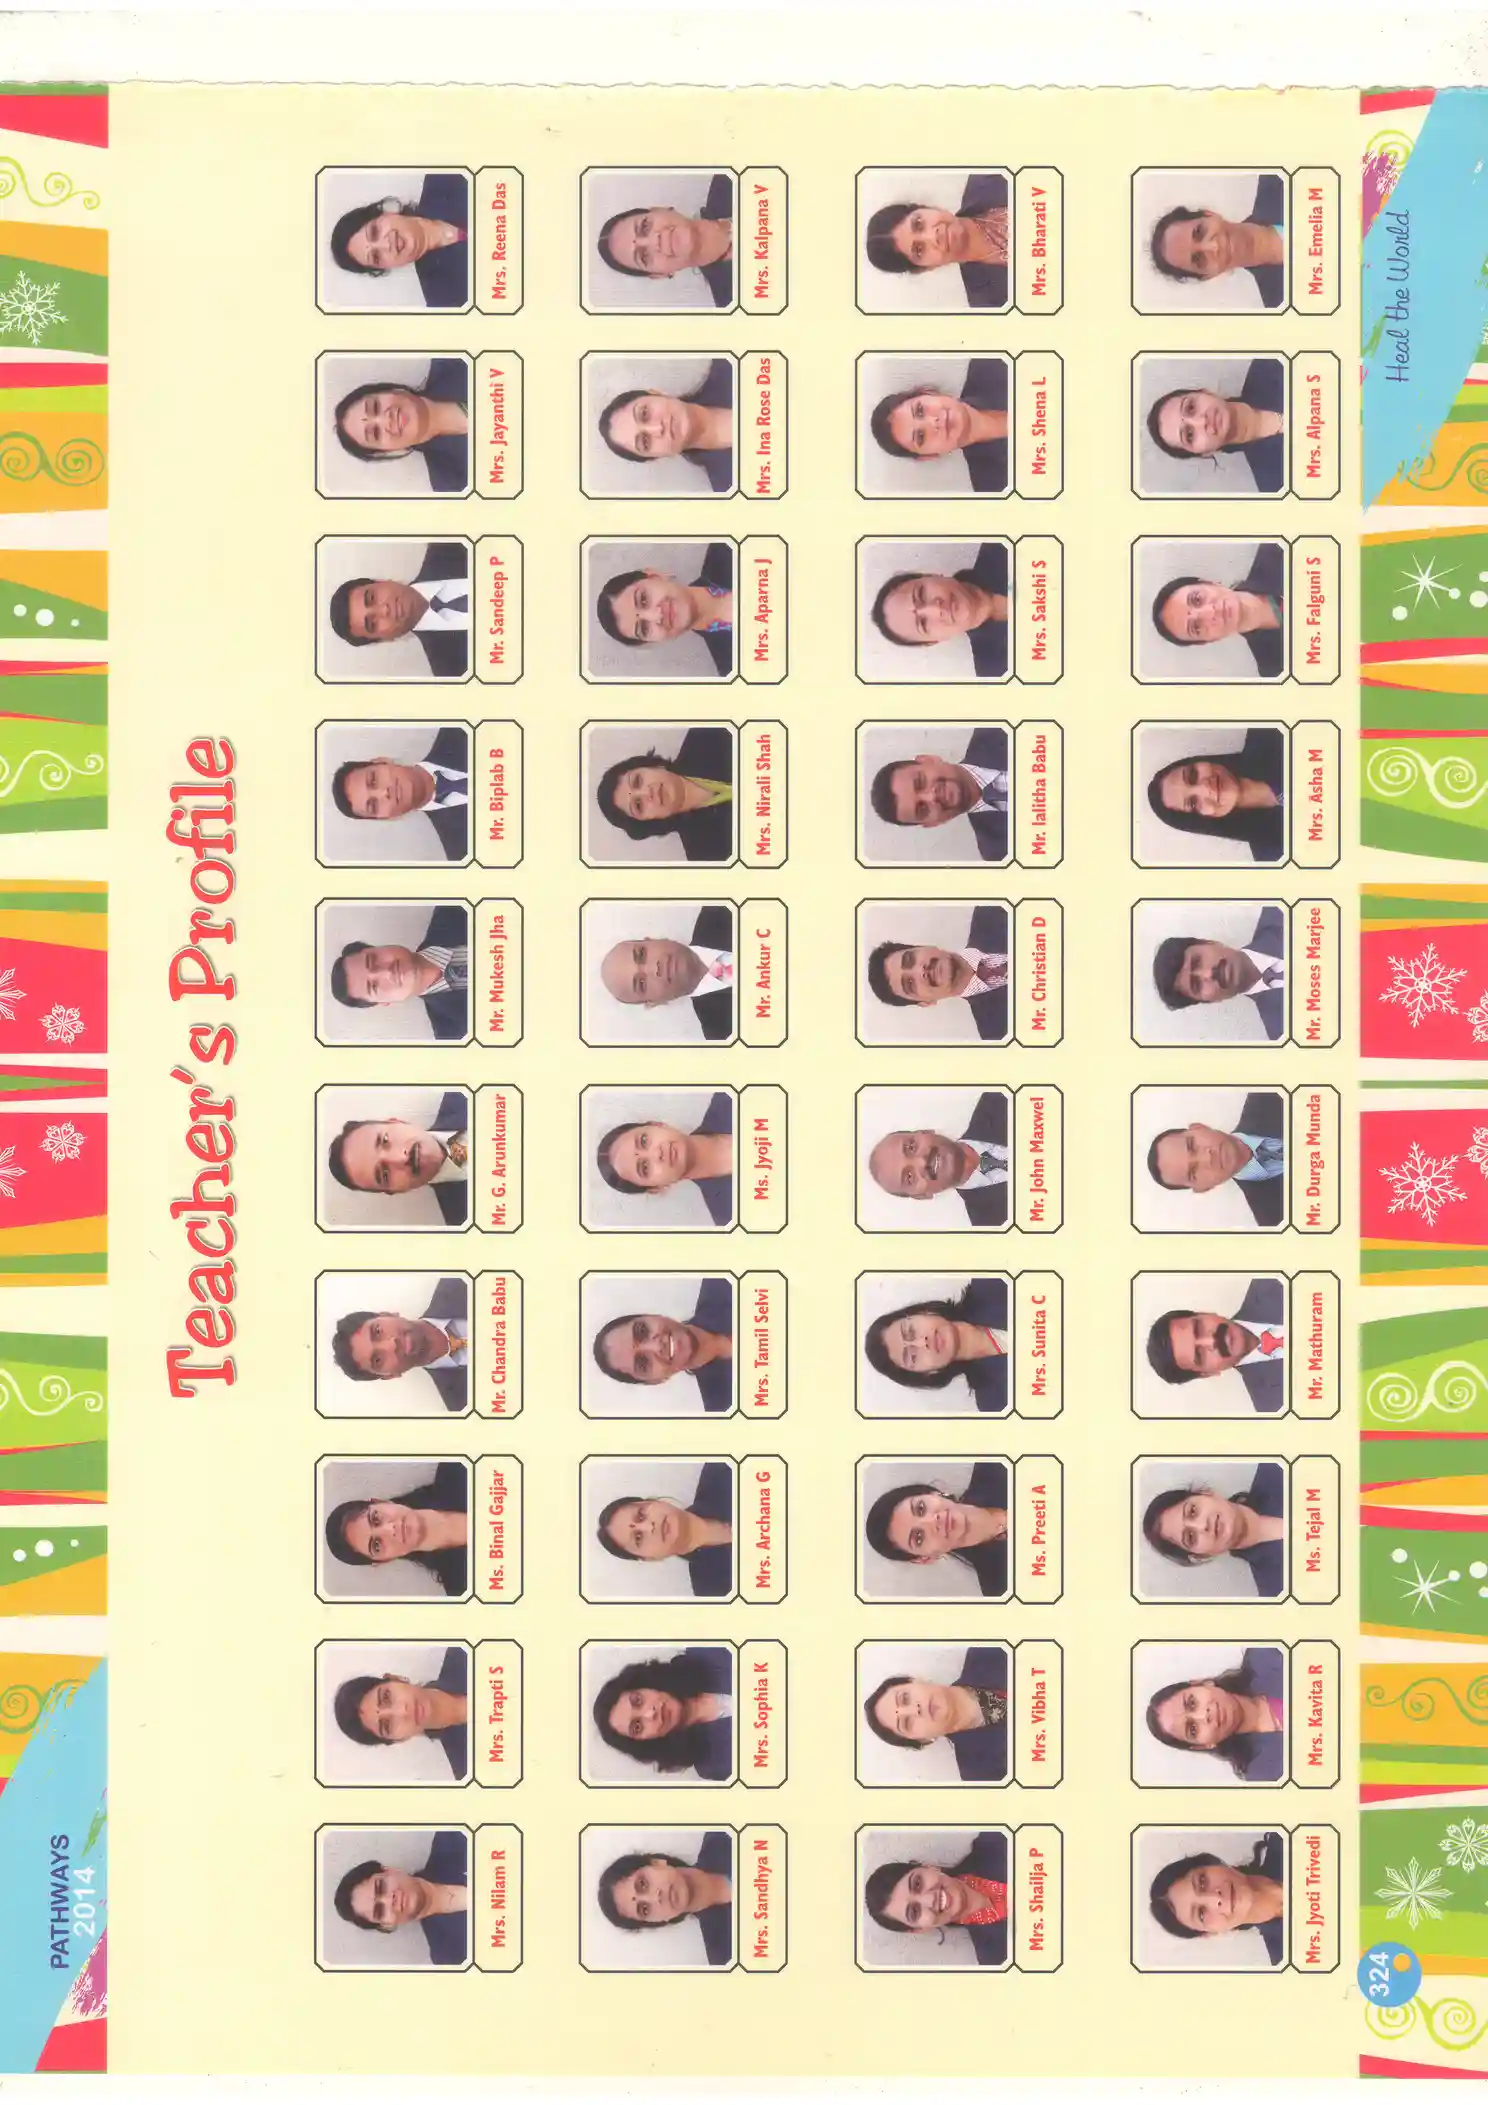 PATHWAYS
2014
Teacher's Profile
Mrs. Nilam R
Mrs. Trapti S
Ms. Binal Gajjar
Mr. Chandra Babu
Mr. G. Arunkumar
Mr. Mukesh Jha
Mr. Biplab B
Mr. Sandeep P
Mrs. Jayanthi V
Mrs. Reena Das
Mrs. Sandhya N
Mrs. Sophia K
Mrs. Archana G
Mrs. Tamil Selvi
Ms. Jyoji M
Mr. Ankur C
Mrs. Nirali Shah
Mrs. Aparna J
Mrs. Ina Rose Das
Mrs. Kalpana V
Mrs. Shailja P
Mrs. Vibha T
Ms. Preeti A
Mrs. Sunita C
Mr. John Maxwel
Mr. Christian D
Mr. lalitha Babu
Mrs. Sakshi S
Mrs. Shena L
Mrs. Bharati V
Mrs. Jyoti Trivedi
Mrs. Kavita R
Ms. Tejal M
Mr. Mathuram
Mr. Durga Munda
Mr. Moses Marjee
Mrs. Asha M
Mrs. Falguni S
Mrs. Alpana S
Mrs. Emelia M
324
Heal the World